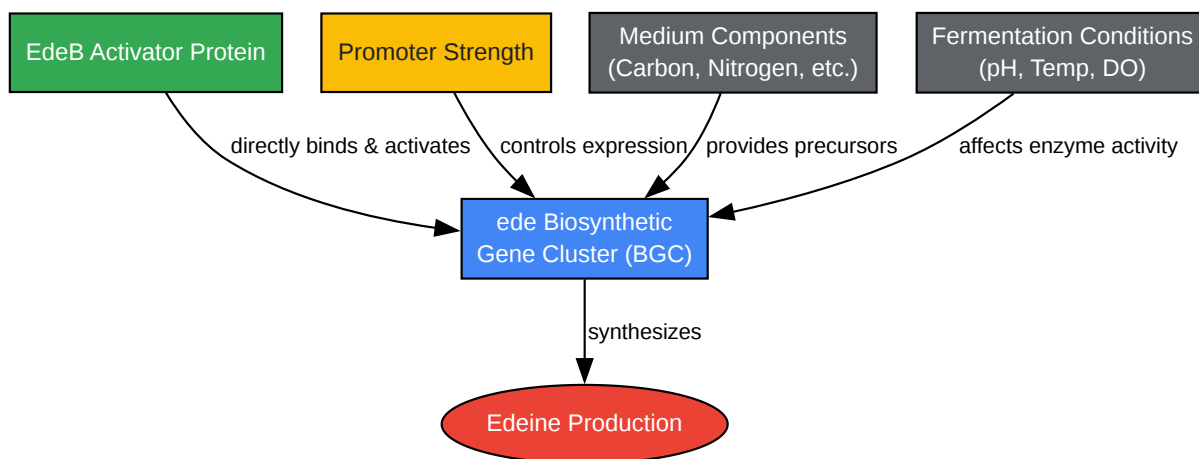 EdeB Activator Protein
Promoter Strength
Medium Components
(Carbon, Nitrogen, etc.)
Fermentation Conditions
(pH, Temp, DO)
directly binds & activates
controls expression
provides precursors
affects enzyme activity
ede Biosynthetic
Gene Cluster (BGC)
synthesizes
Edeine Production